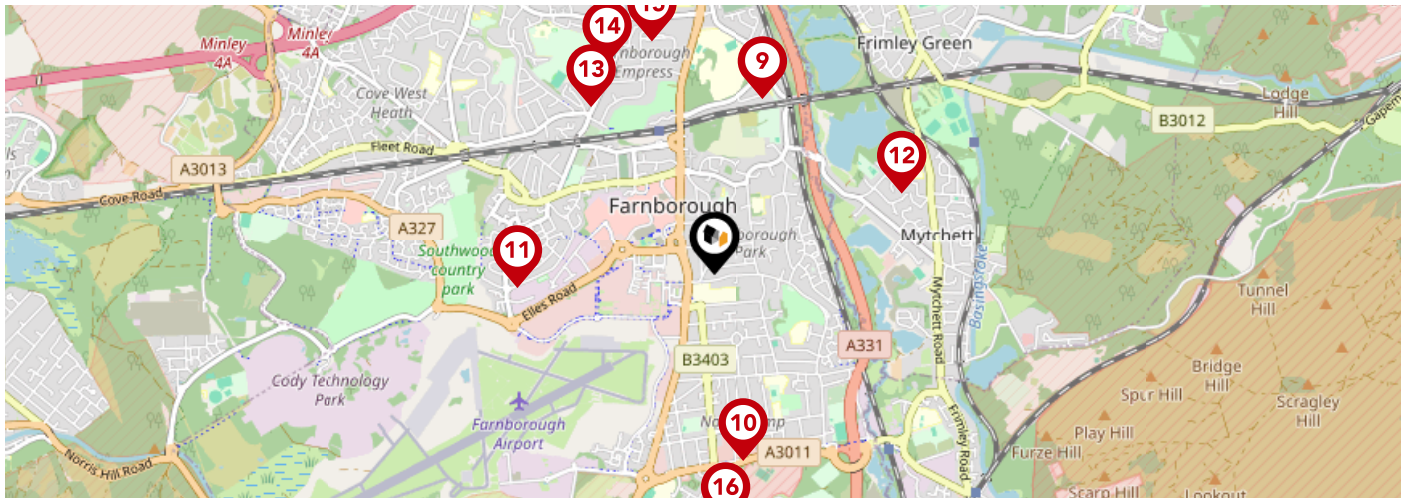 15
14
Frimley Green
Minley
4A
Minley
4A
9
Empress
13
Cove West
Heath
Lodge
Hill
B3012
Fleet Road
12
A3013
Cove Road
Farnborough
A327
Mytchett
Park
11
Southwood
country
park
Basingstoke
Elles Road
Mytchett Road
Tunnel
Hill
A331
B3403
Bridge
Hill
Cody Technology
Park
Spur Hill
Scragley
Hill
Farnborough
Airport
10
Play Hill
A3011
Furze Hill
Frimley Road
Norris Hill Road
16
Scarp Hill
Lookout